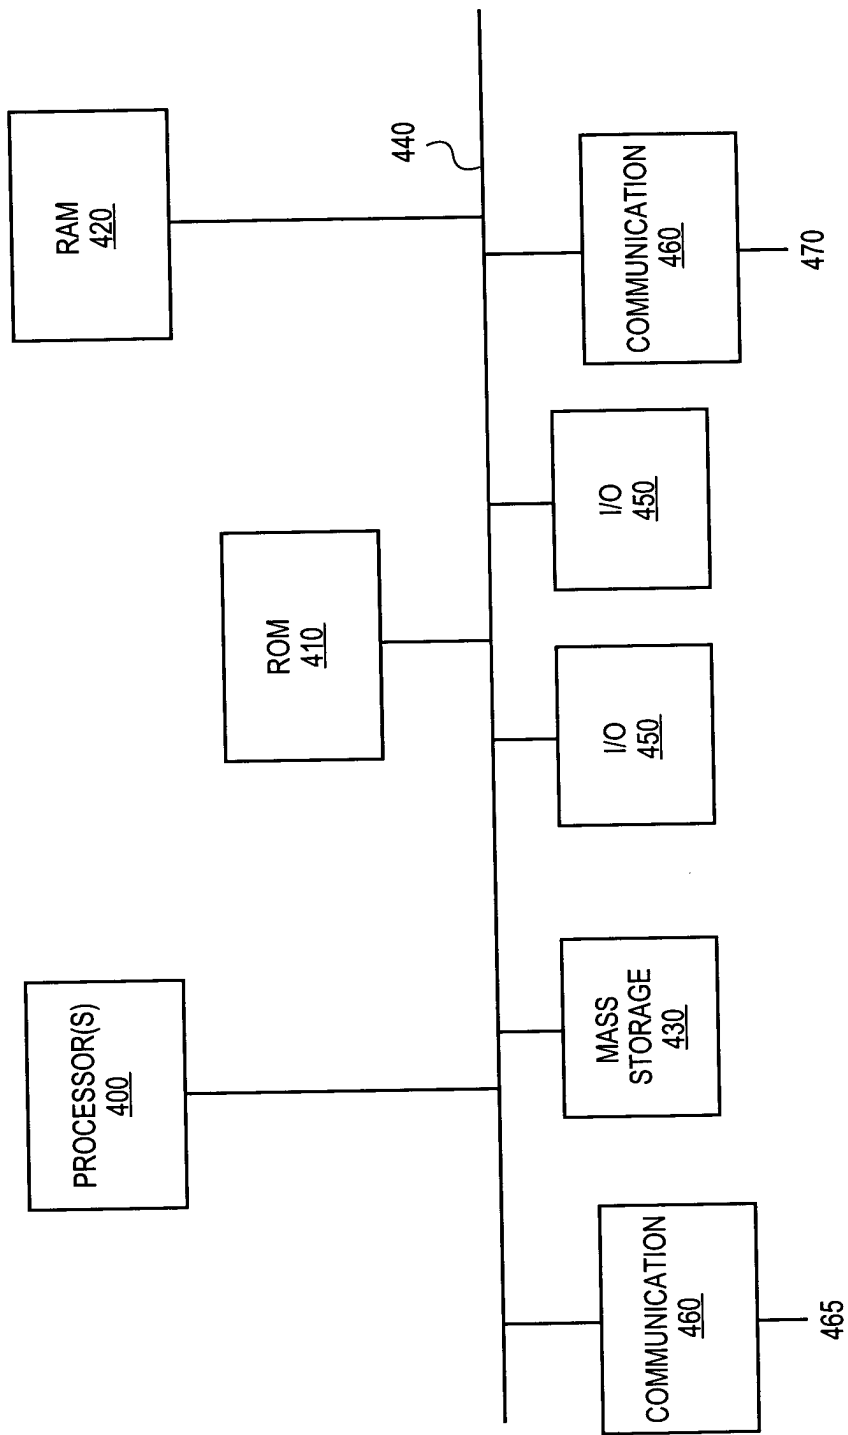 PROCESSOR(S)
400
ROM
410
RAM
420
440
COMMUNICATION
460
465
MASS
STORAGE
430
I/O
450
I/O
450
COMMUNICATION
460
470